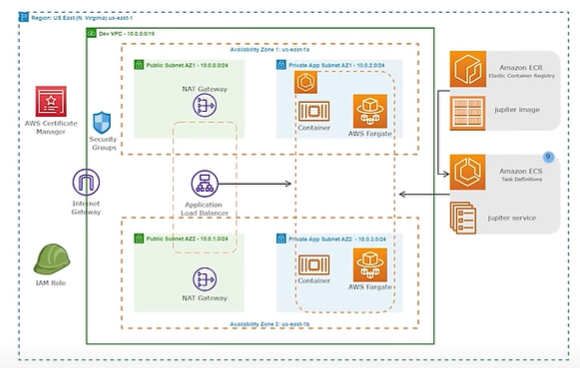 Region: US East(N. Virginia) us-east-1
Dev VPC - 10.0.0.0/16
Availability Zone 1: us-east-1a
Public Subnet AZ1 - 10.0.0.0/24
Private App Subnet AZ1 - 10.0.2.0/24
NAT Gateway
Container
AWS Fargate
Amazon ECR
Elastic Container Registry
jupiter image
AWS Certificate
Manager
Security
Groups
9
Amazon ECS
Task Definitions
Jupiter service
Internet
Gateway
Application
Load Balancer
Public Subnet AZ2 - 10.0.1.0/24
Private App Subnet AZ2 - 10.0.3.0/24
NAT Gateway
Container
AWS Fargate
IAM Role
Availability Zone 2: us-east-1b